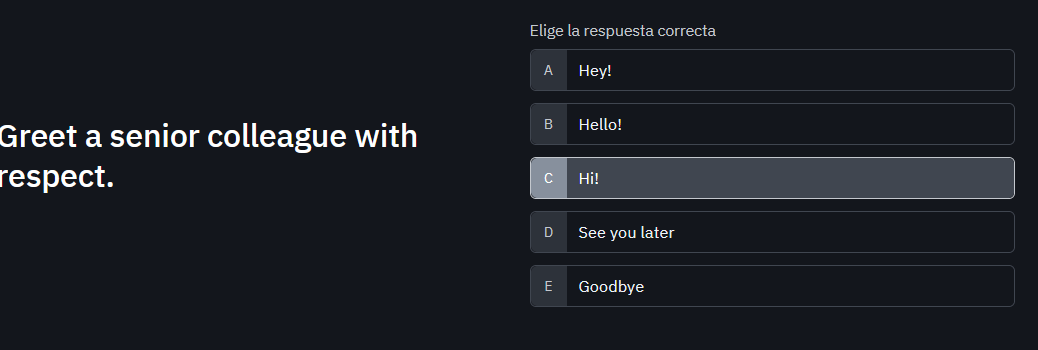 Elige la respuesta correcta
Greet a senior colleague with
respect.
A Hey!
B Hello!
C Hi!
D See you later
E Goodbye